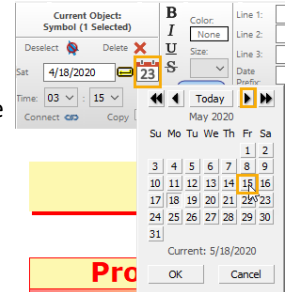 Current Object:
Symbol (1 Selected)
B
I
U
S
Color:
None
Size:
Line 1:
Line 2:
Line 3:
Date
Prefix:
Deselect Delete
Sat 4/18/2020 23
Time: 03 : 15
Connect Copy
e
Today
May 2020
Su Mo Tu We Th Fr Sa
1 2
3 4 5 6 7 8 9
10 11 12 13 14 15 16
17 18 19 20 21 22 23
24 25 26 27 28 29 30
31
Current: 5/18/2020
OK Cancel
Pro